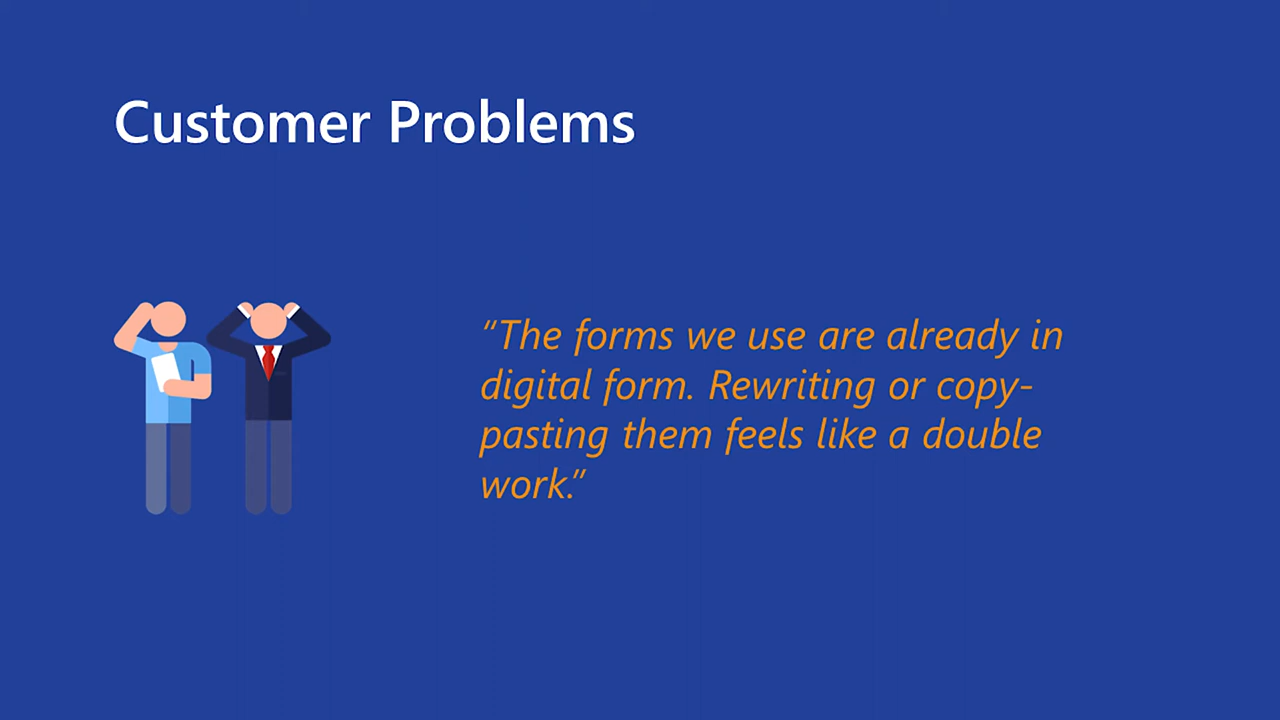 Customer Problems
“The forms we use are already in
digital form. Rewriting or copy-
pasting them feels like a double
work.”